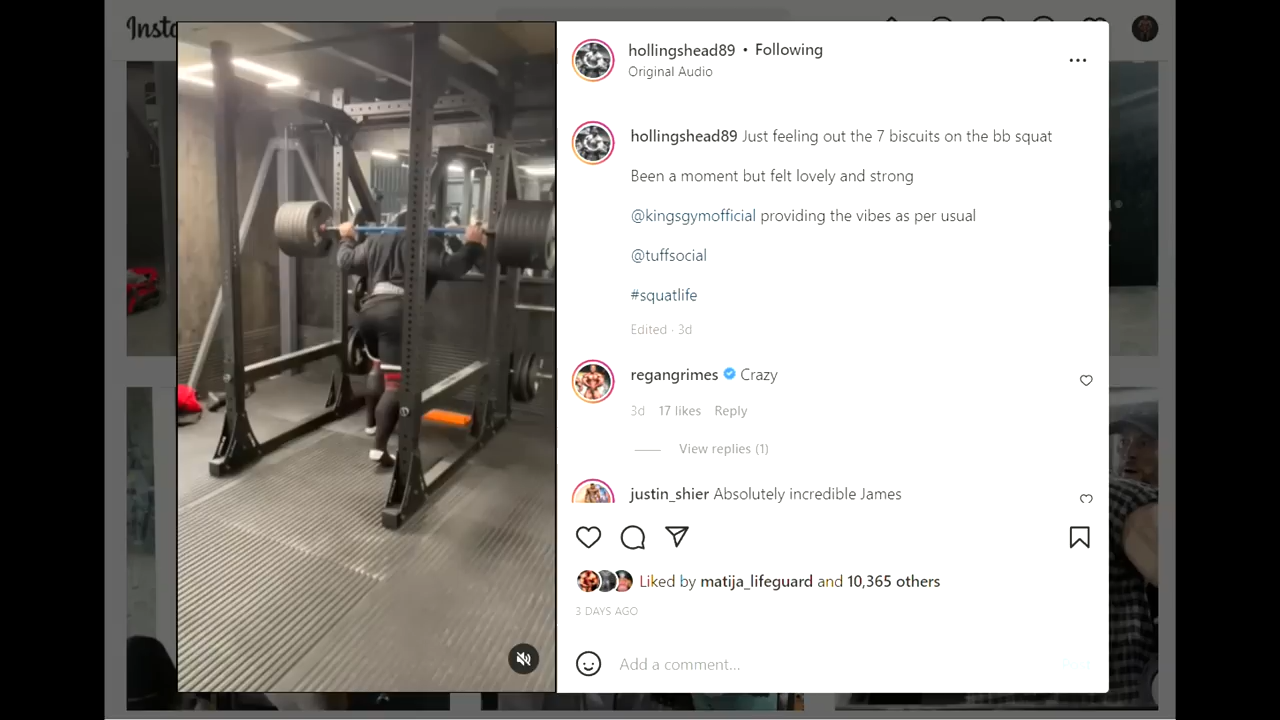 Insta
hollingshead89 • Following
Original Audio
hollingshead89 Just feeling out the 7 biscuits on the bb squat
Been a moment but felt lovely and strong
@kingsgymofficial providing the vibes as per usual
@tuffsocial
#squatlife
Edited · 3d
regangrimes Crazy
3d 17 likes Reply
View replies (1)
justin_shier Absolutely incredible James
Liked by matija_lifeguard and 10,365 others
3 DAYS AGO
Add a comment...
Post